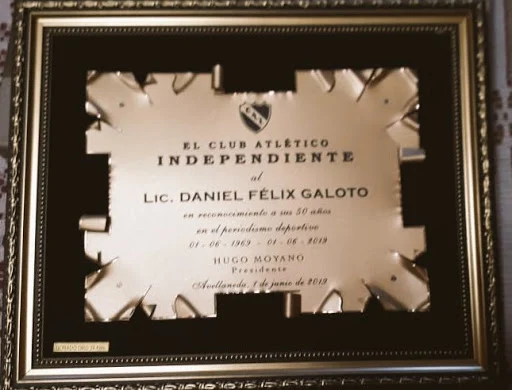 EL CLUB ATLÉTICO
INDEPENDIENTE
al
LIC. DANIEL FÉLIX GALOTO
en reconocimiento a sus 50 años
en el periodismo deportivo
01 - 06 - 1969 - 01 - 06 - 2019
HUGO MOYANO
Presidente
Avellaneda, 1 de junio de 2019